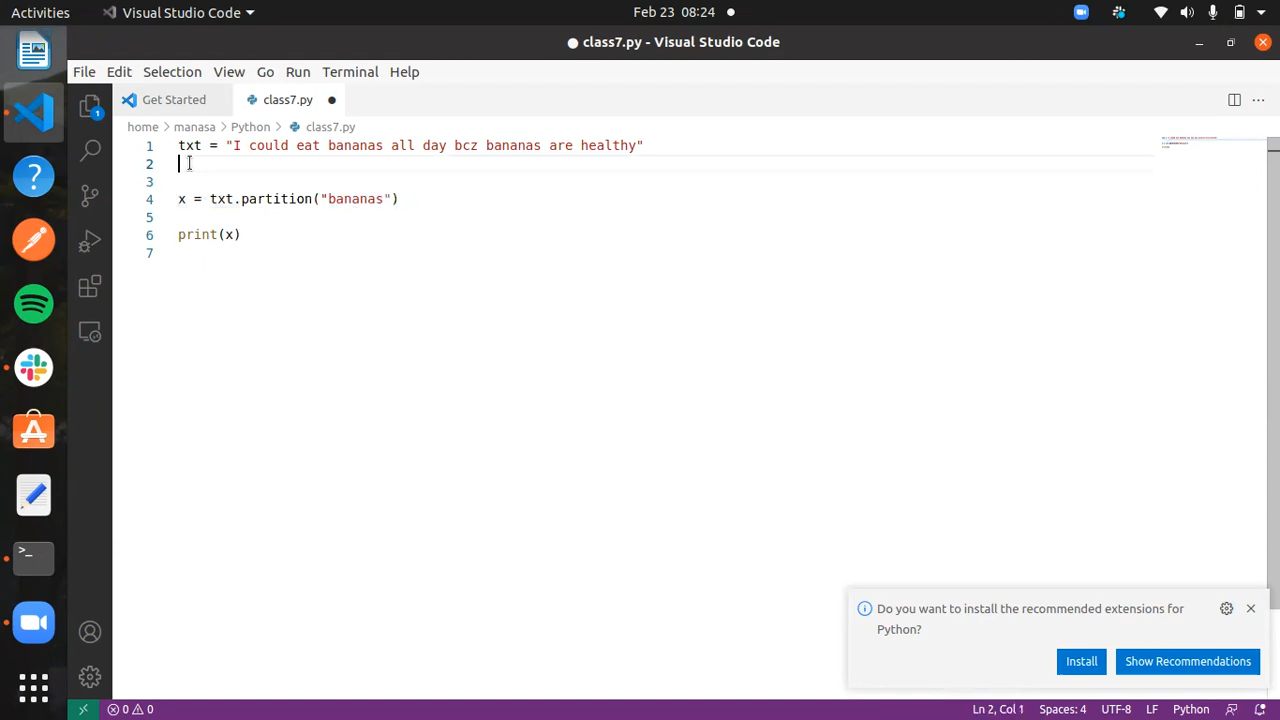 Activities
Visual Studio Code
Feb 23 08:24
class7.py - Visual Studio Code
File Edit Selection View Go Run Terminal Help
Get Started
class7.py
home > manasa > Python > class7.py
1 txt = "I could eat bananas all day bcz bananas are healthy"
2
3
4 x = txt.partition("bananas")
5
6 print(x)
7
Do you want to install the recommended extensions for
Python?
Install
Show Recommendations
0 0
Ln 2, Col 1 Spaces: 4 UTF-8 LF Python